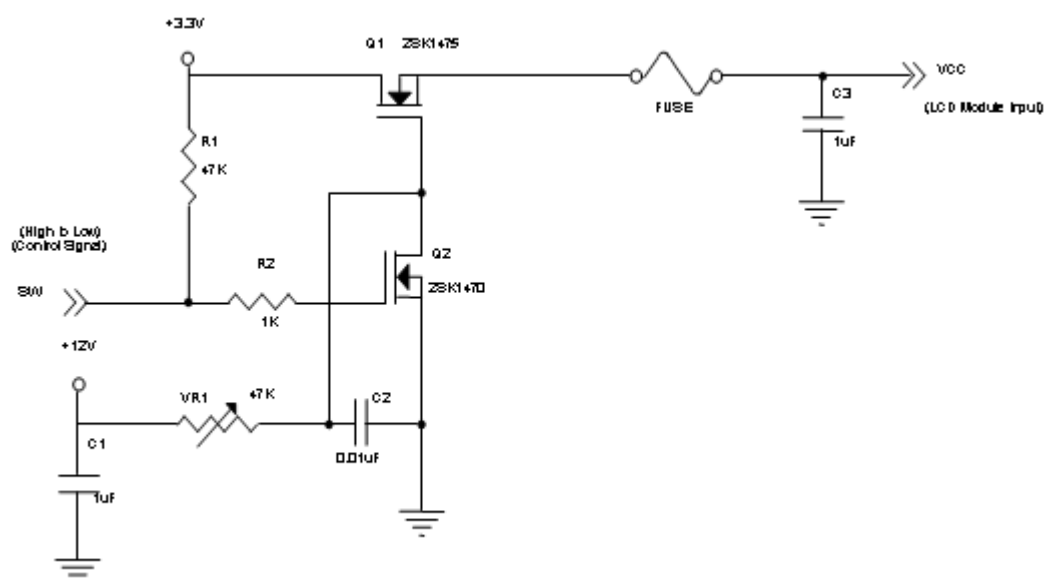 +3.3V
Q1 2SK1475
VCC
FUSE
C3
(LCD Module Input)
R1
1uF
47K
(High to Low)
(Control Signal)
Q2
R2
SW
2SK1470
1K
+12V
VR1
47K
C2
C1
0.01uF
1uF